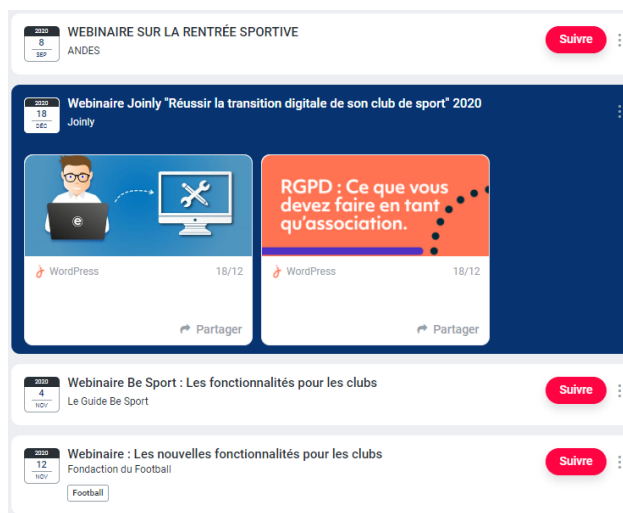 2020
8
SEP
WEBINAIRE SUR LA RENTRÉE SPORTIVE
ANDES
Suivre
2020
18
DÉC
Webinaire Joinly "Réussir la transition digitale de son club de sport" 2020
Joinly
e
RGPD : Ce que vous
devez faire en tant
qu'association.
WordPress 18/12
WordPress 18/12
Partager
Partager
2020
4
NOV
Webinaire Be Sport : Les fonctionnalités pour les clubs
Le Guide Be Sport
Suivre
2020
12
NOV
Webinaire : Les nouvelles fonctionnalités pour les clubs
Fondaction du Football
Football
Suivre